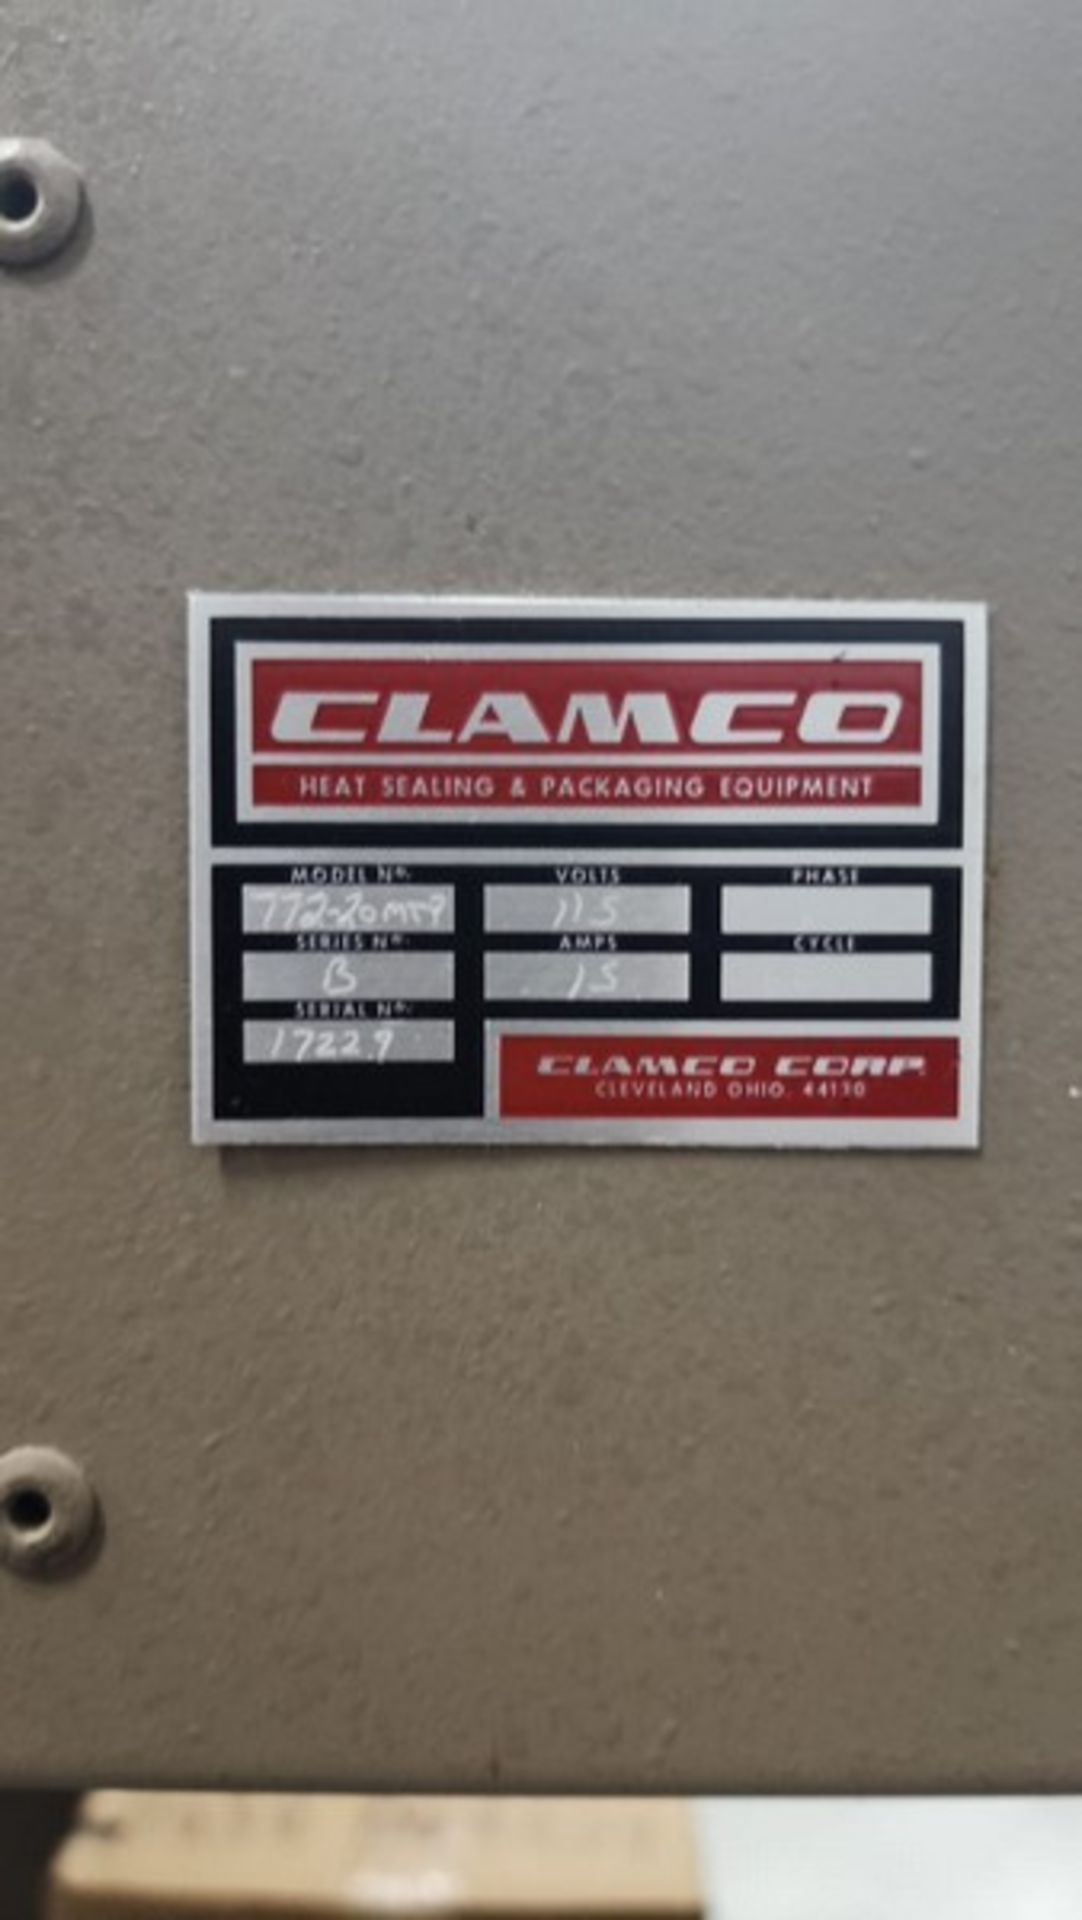 CLAMCO
HEAT SEALING & PACKAGING EQUIPMENT
MODEL No. VOLTS PHASE
115
SERIES No. AMPS CYCLE
B 15
SERIAL No.
17229
CLAMCO CORP.
CLEVELAND OHIO. 44130